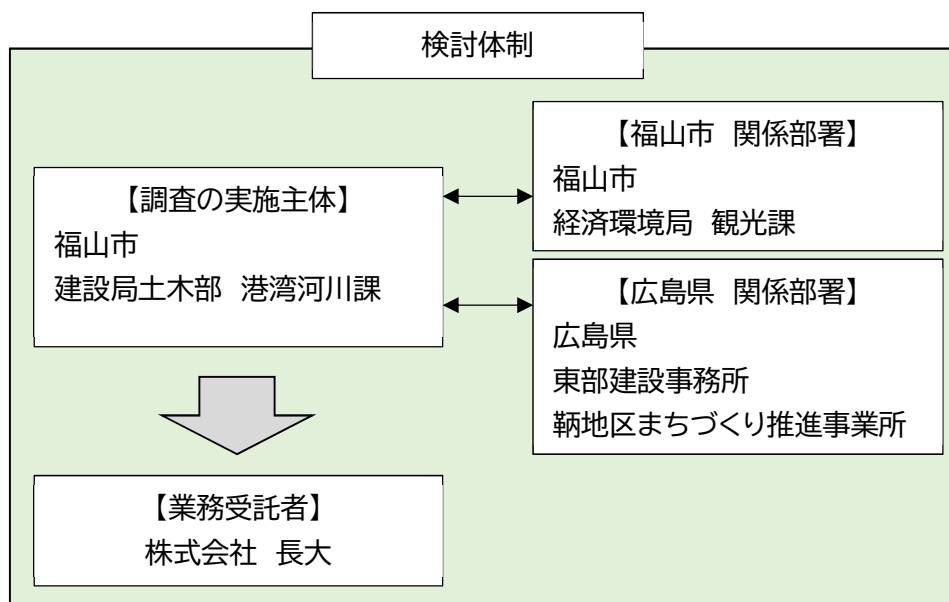 検討体制
【調査の実施主体】
福山市
建設局土木部 港湾河川課
【福山市 関係部署】
福山市
経済環境局 観光課
【広島県 関係部署】
広島県
東部建設事務所
鞆地区まちづくり推進事業所
【業務受託者】
株式会社 長大